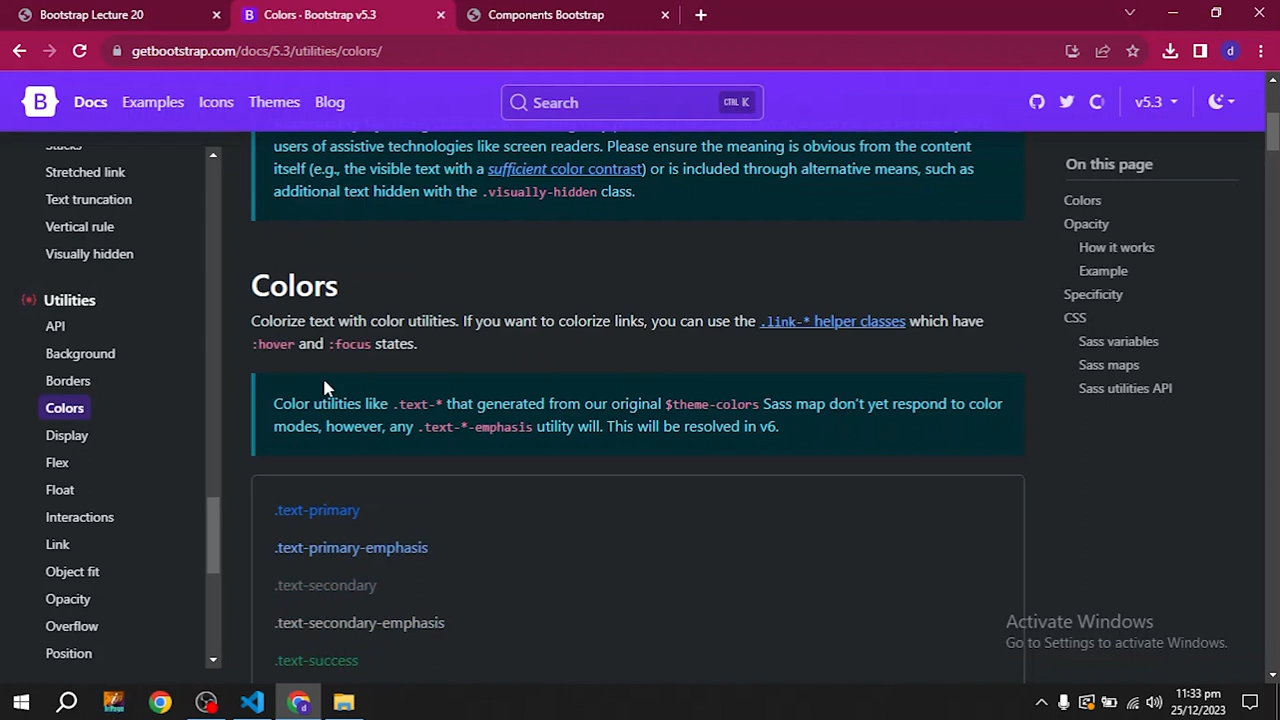 Bootstrap Lecture 20
Colors - Bootstrap v5.3
Components Bootstrap
getbootstrap.com/docs/5.3/utilities/colors/
d
B
Docs
Examples
Icons
Themes
Blog
Search
CTRL K
v5.3
Stacks
Stretched link
Text truncation
Vertical rule
Visually hidden
Utilities
API
Background
Borders
Colors
Display
Flex
Float
Interactions
Link
Object fit
Opacity
Overflow
Position
users of assistive technologies like screen readers. Please ensure the meaning is obvious from the content
itself (e.g., the visible text with a sufficient color contrast) or is included through alternative means, such as
additional text hidden with the .visually-hidden class.
Colors
Colorize text with color utilities. If you want to colorize links, you can use the .link-* helper classes which have
:hover and :focus states.
Color utilities like .text-* that generated from our original $theme-colors Sass map don't yet respond to color
modes, however, any .text-*-emphasis utility will. This will be resolved in v6.
.text-primary
.text-primary-emphasis
.text-secondary
.text-secondary-emphasis
.text-success
On this page
Colors
Opacity
How it works
Example
Specificity
CSS
Sass variables
Sass maps
Sass utilities API
Activate Windows
Go to Settings to activate Windows.
11:33 pm
25/12/2023